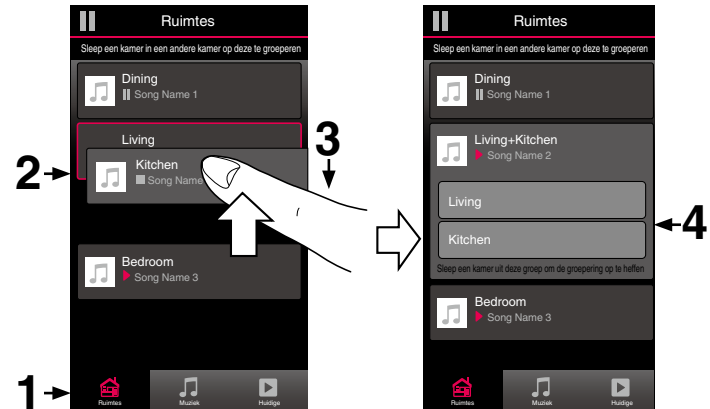 Ruimtes
Sleep een kamer in een andere kamer op deze te groeperen
Dining
Song Name 1
Living
Kitchen
Song Name
Bedroom
Song Name 3
Ruimtes
Muziek
Huidige
1
2
3
Ruimtes
Sleep een kamer in een andere kamer op deze te groeperen
Dining
Song Name 1
Living+Kitchen
Song Name 2
Living
Kitchen
Sleep een kamer uit deze groep om de groepering op te heffen
Bedroom
Song Name 3
Ruimtes
Muziek
Huidige
4